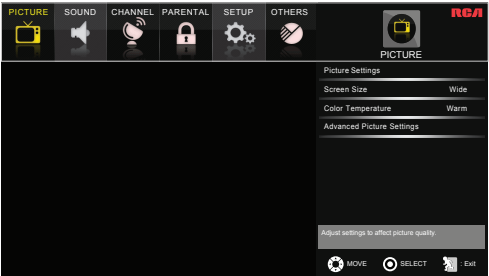 PICTURE SOUND CHANNEL PARENTAL SETUP OTHERS RCA
PICTURE
Picture Settings
Screen Size Wide
Color Temperature Warm
Advanced Picture Settings
Adjust settings to affect picture quality.
MOVE SELECT : Exit